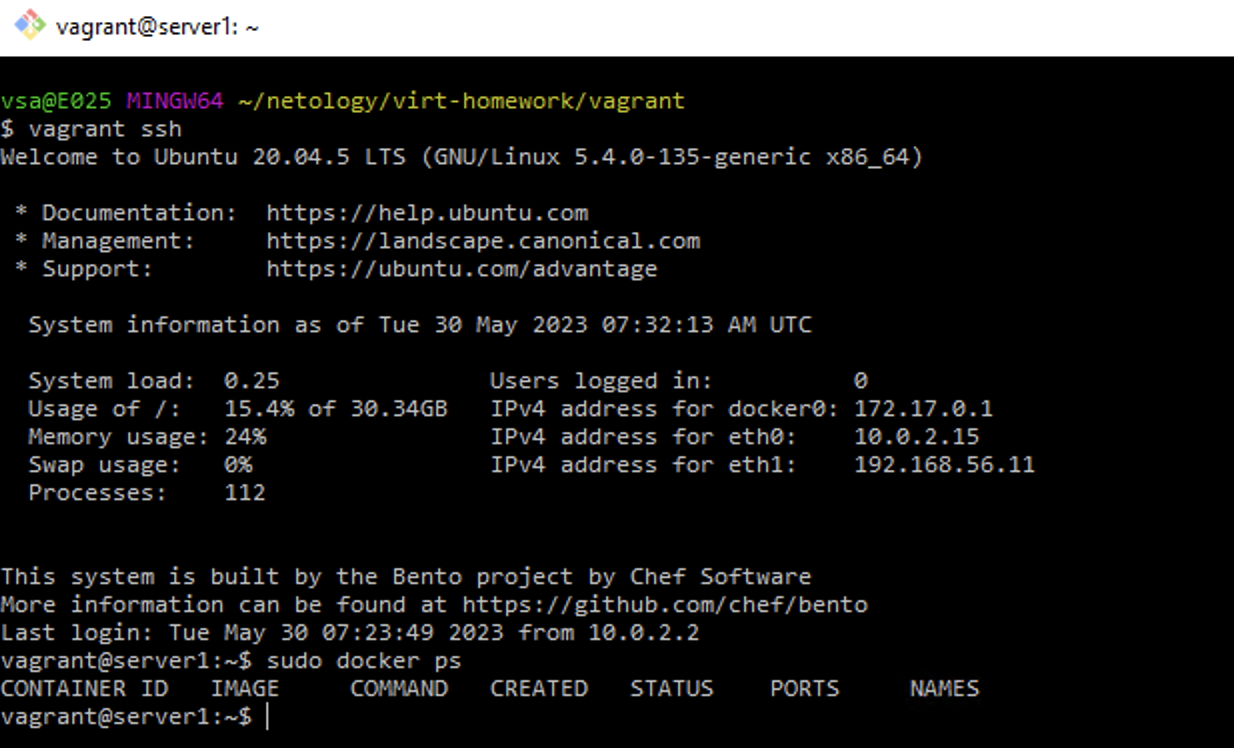 vagrant@server1: ~
vsa@E025 MINGW64 ~/netology/virt-homework/vagrant
$ vagrant ssh
Welcome to Ubuntu 20.04.5 LTS (GNU/Linux 5.4.0-135-generic x86_64)
* Documentation:  https://help.ubuntu.com
* Management:     https://landscape.canonical.com
* Support:        https://ubuntu.com/advantage
System information as of Tue 30 May 2023 07:32:13 AM UTC
System load:  0.25               Users logged in:          0
Usage of /:   15.4% of 30.34GB   IPv4 address for docker0: 172.17.0.1
Memory usage: 24%                IPv4 address for eth0:    10.0.2.15
Swap usage:   0%                 IPv4 address for eth1:    192.168.56.11
Processes:    112
This system is built by the Bento project by Chef Software
More information can be found at https://github.com/chef/bento
Last login: Tue May 30 07:23:49 2023 from 10.0.2.2
vagrant@server1:~$ sudo docker ps
CONTAINER ID   IMAGE     COMMAND   CREATED   STATUS    PORTS     NAMES
vagrant@server1:~$